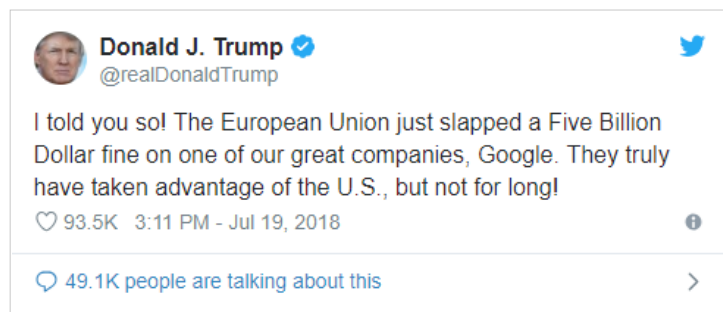 Donald J. Trump
@realDonaldTrump
I told you so! The European Union just slapped a Five Billion
Dollar fine on one of our great companies, Google. They truly
have taken advantage of the U.S., but not for long!
93.5K 3:11 PM - Jul 19, 2018
49.1K people are talking about this